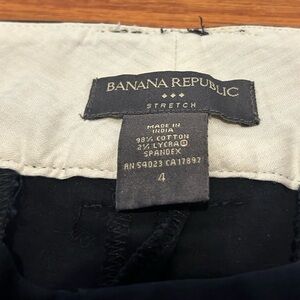 BANANA REPUBLIC
STRETCH
MADE IN
INDIA
98% COTTON
2% LYCRA®
SPANDEX
RN 54023 CA 17897
4